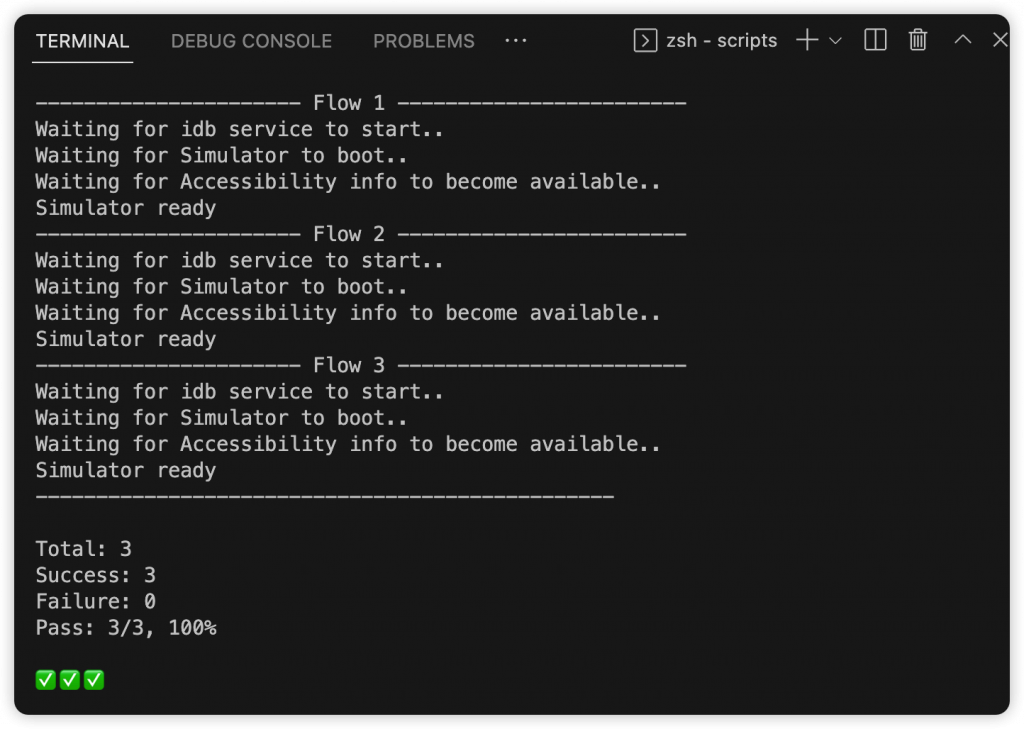 TERMINAL DEBUG CONSOLE PROBLEMS ··· zsh - scripts
---------------------- Flow 1 ------------------------
Waiting for idb service to start..
Waiting for Simulator to boot..
Waiting for Accessibility info to become available..
Simulator ready
---------------------- Flow 2 ------------------------
Waiting for idb service to start..
Waiting for Simulator to boot..
Waiting for Accessibility info to become available..
Simulator ready
---------------------- Flow 3 ------------------------
Waiting for idb service to start..
Waiting for Simulator to boot..
Waiting for Accessibility info to become available..
Simulator ready
------------------------------------------------
Total: 3
Success: 3
Failure: 0
Pass: 3/3, 100%
✅✅✅